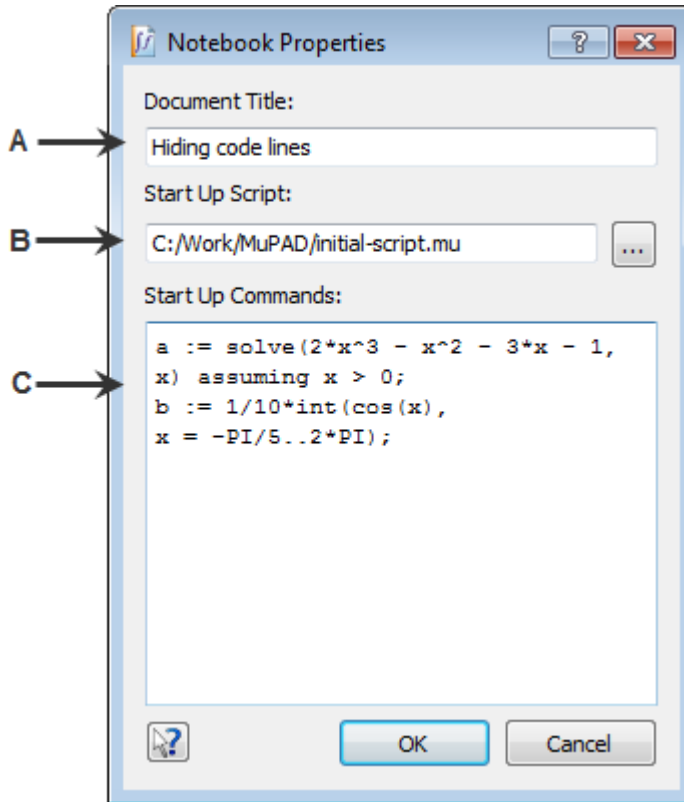 Notebook Properties
Document Title:
A
Hiding code lines
Start Up Script:
B
C:/Work/MuPAD/initial-script.mu
...
Start Up Commands:
a := solve(2*x^3 - x^2 - 3*x - 1,
C
x) assuming x > 0;
b := 1/10*int(cos(x),
x = -PI/5..2*PI);
OK
Cancel